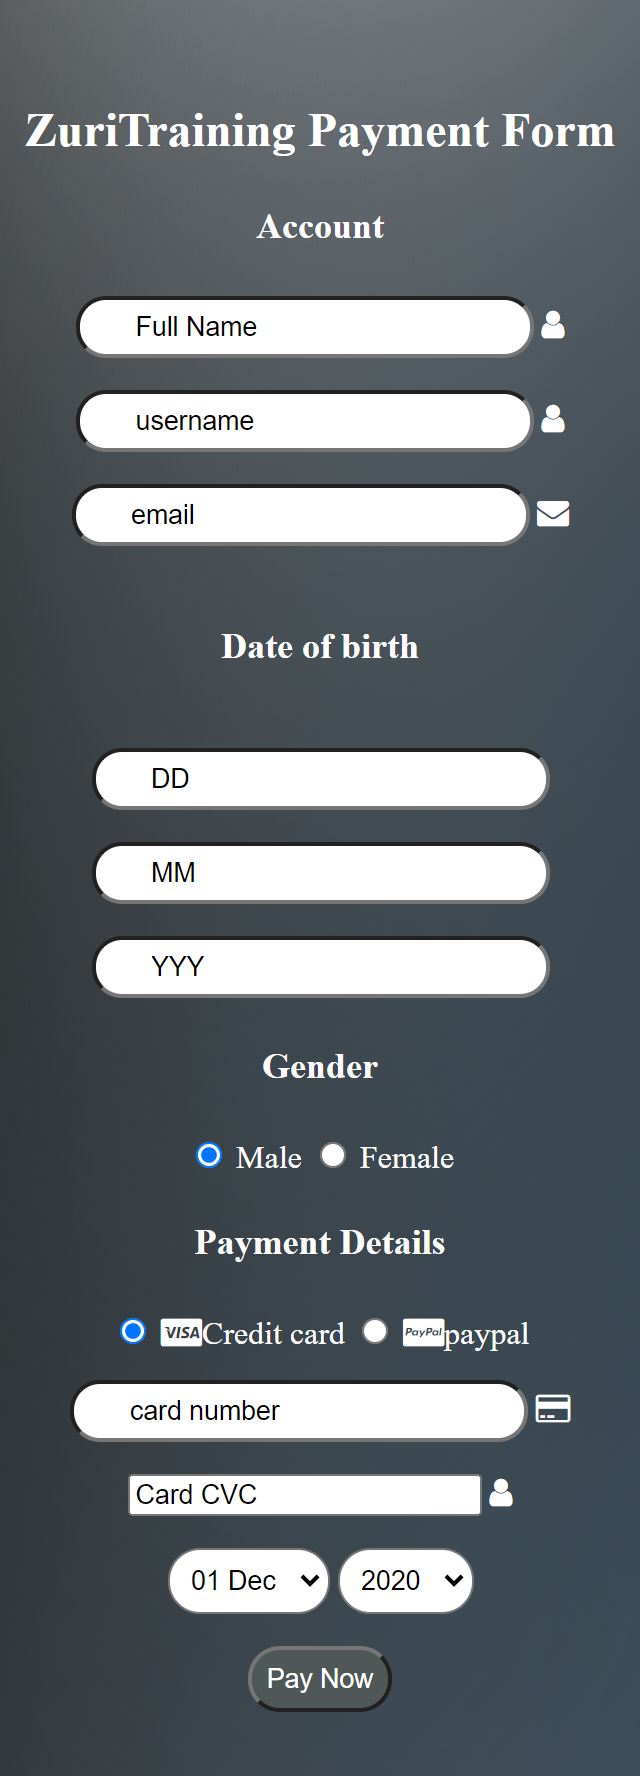 ZuriTraining Payment Form
Account
Full Name
username
email
Date of birth
DD
MM
YYY
Gender
Male Female
Payment Details
VISA Credit card PayPal paypal
card number
Card CVC
01 Dec 2020
Pay Now